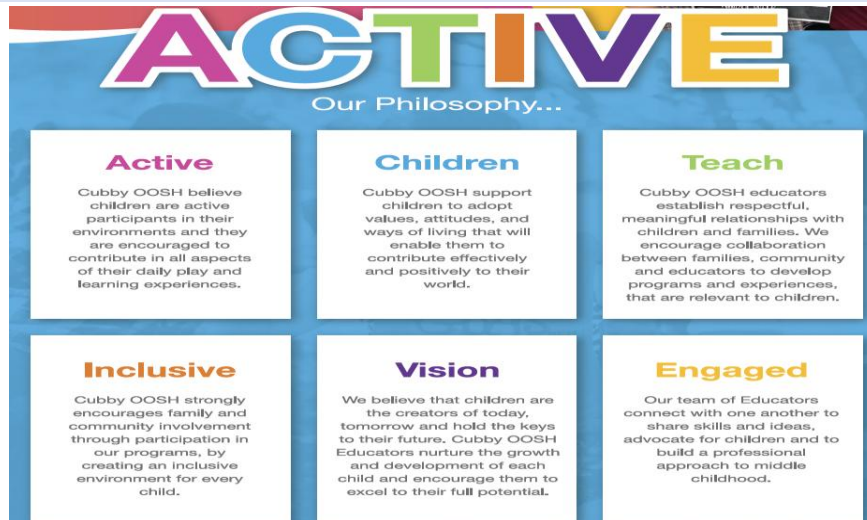 ACTIVE
Our Philosophy...
Active
Cubby OOSH believe
children are active
participants in their
environments and they
are encouraged to
contribute in all aspects
of their daily play and
learning experiences.
Children
Cubby OOSH support
children to adopt
values, attitudes, and
ways of living that will
enable them to
contribute effectively
and positively to their
world.
Teach
Cubby OOSH educators
establish respectful,
meaningful relationships with
children and families. We
encourage collaboration
between families, community
and educators to develop
programs and experiences,
that are relevant to children.
Inclusive
Cubby OOSH strongly
encourages family and
community involvement
through participation in
our programs, by
creating an inclusive
environment for every
child.
Vision
We believe that children are
the creators of today,
tomorrow and hold the keys
to their future. Cubby OOSH
Educators nurture the growth
and development of each
child and encourage them to
excel to their full potential.
Engaged
Our team of Educators
connect with one another to
share skills and ideas,
advocate for children and to
build a professional
approach to middle
childhood.